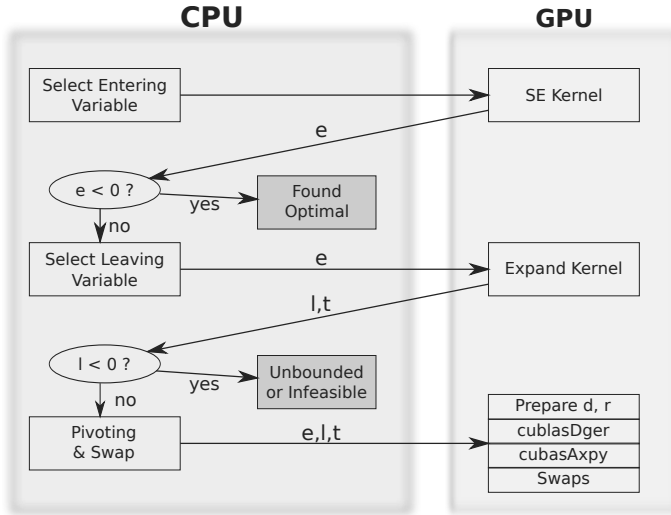 CPU
GPU
Select Entering
Variable
SE Kernel
e
e < 0 ?
yes
Found
Optimal
no
Select Leaving
Variable
e
Expand Kernel
l,t
l < 0 ?
yes
Unbounded
or Infeasible
no
Pivoting
& Swap
e,l,t
Prepare d, r
cublasDger
cubasAxpy
Swaps